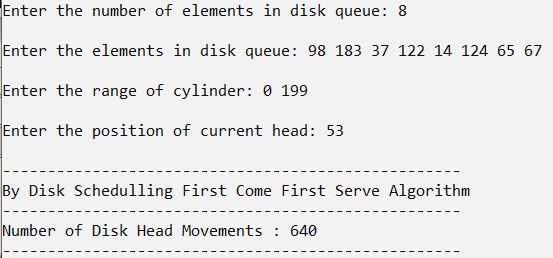 Enter the number of elements in disk queue: 8
Enter the elements in disk queue: 98 183 37 122 14 124 65 67
Enter the range of cylinder: 0 199
Enter the position of current head: 53
--------------------------------------------------
By Disk Schedulling First Come First Serve Algorithm
--------------------------------------------------
Number of Disk Head Movements : 640
--------------------------------------------------